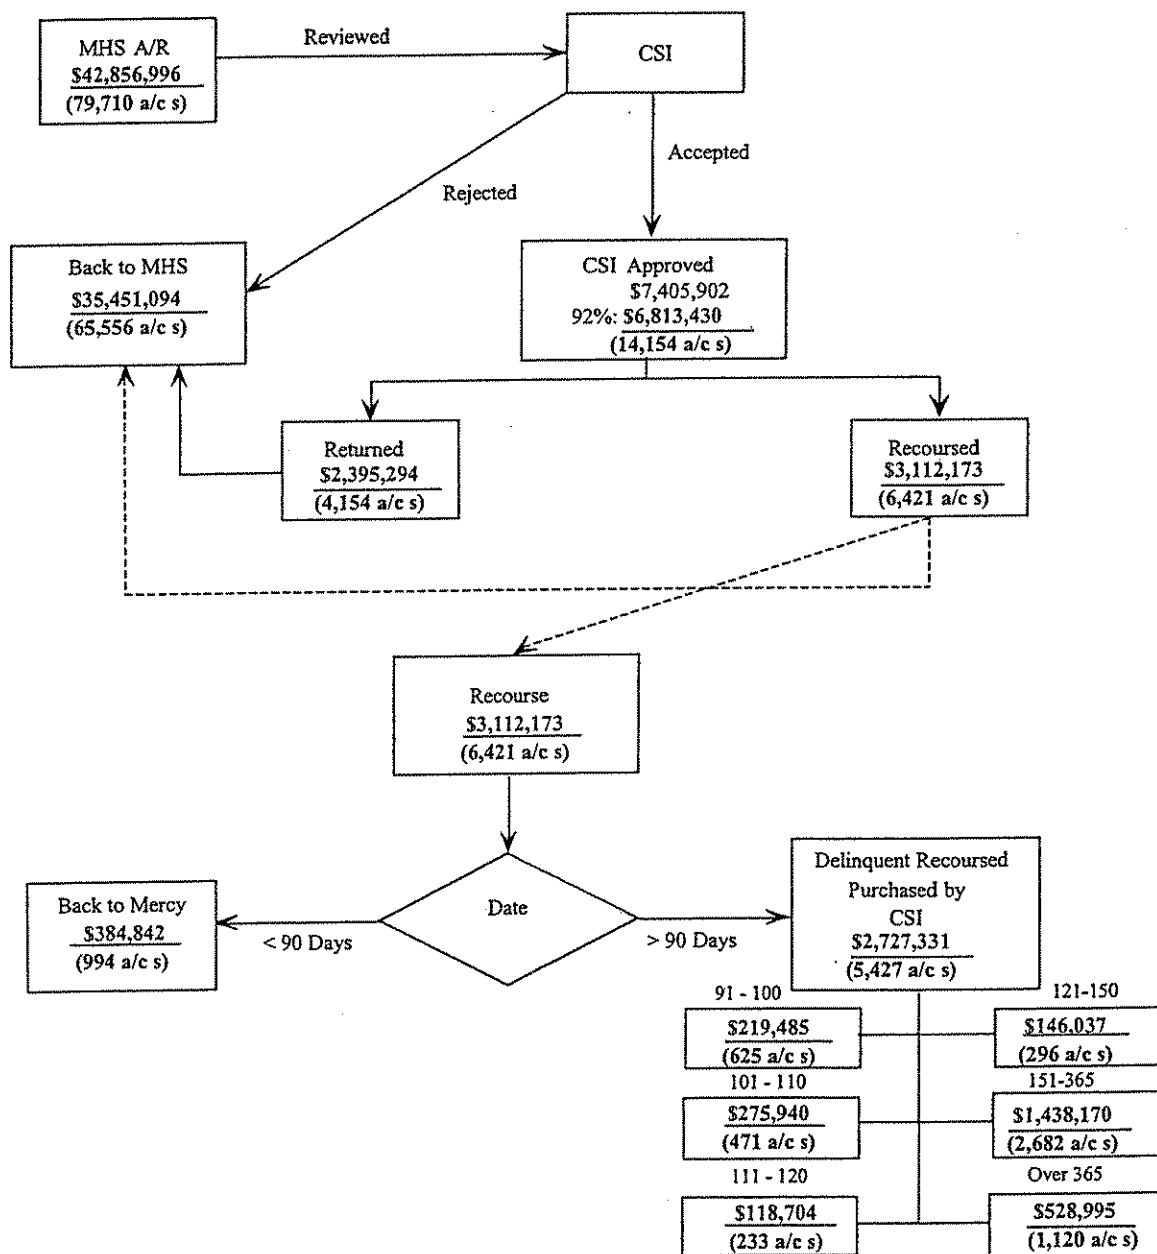 MHS A/R
$42,856,996
(79,710 a/c s)
Reviewed
CSI
Accepted
Rejected
Back to MHS
$35,451,094
(65,556 a/c s)
CSI Approved
$7,405,902
92%: $6,813,430
(14,154 a/c s)
Returned
$2,395,294
(4,154 a/c s)
Recoursed
$3,112,173
(6,421 a/c s)
Recourse
$3,112,173
(6,421 a/c s)
Back to Mercy
$384,842
(994 a/c s)
< 90 Days
Date
> 90 Days
Delinquent Recoursed
Purchased by
CSI
$2,727,331
(5,427 a/c s)
91 - 100
$219,485
(625 a/c s)
121-150
$146,037
(296 a/c s)
101 - 110
$275,940
(471 a/c s)
151-365
$1,438,170
(2,682 a/c s)
111 - 120
$118,704
(233 a/c s)
Over 365
$528,995
(1,120 a/c s)